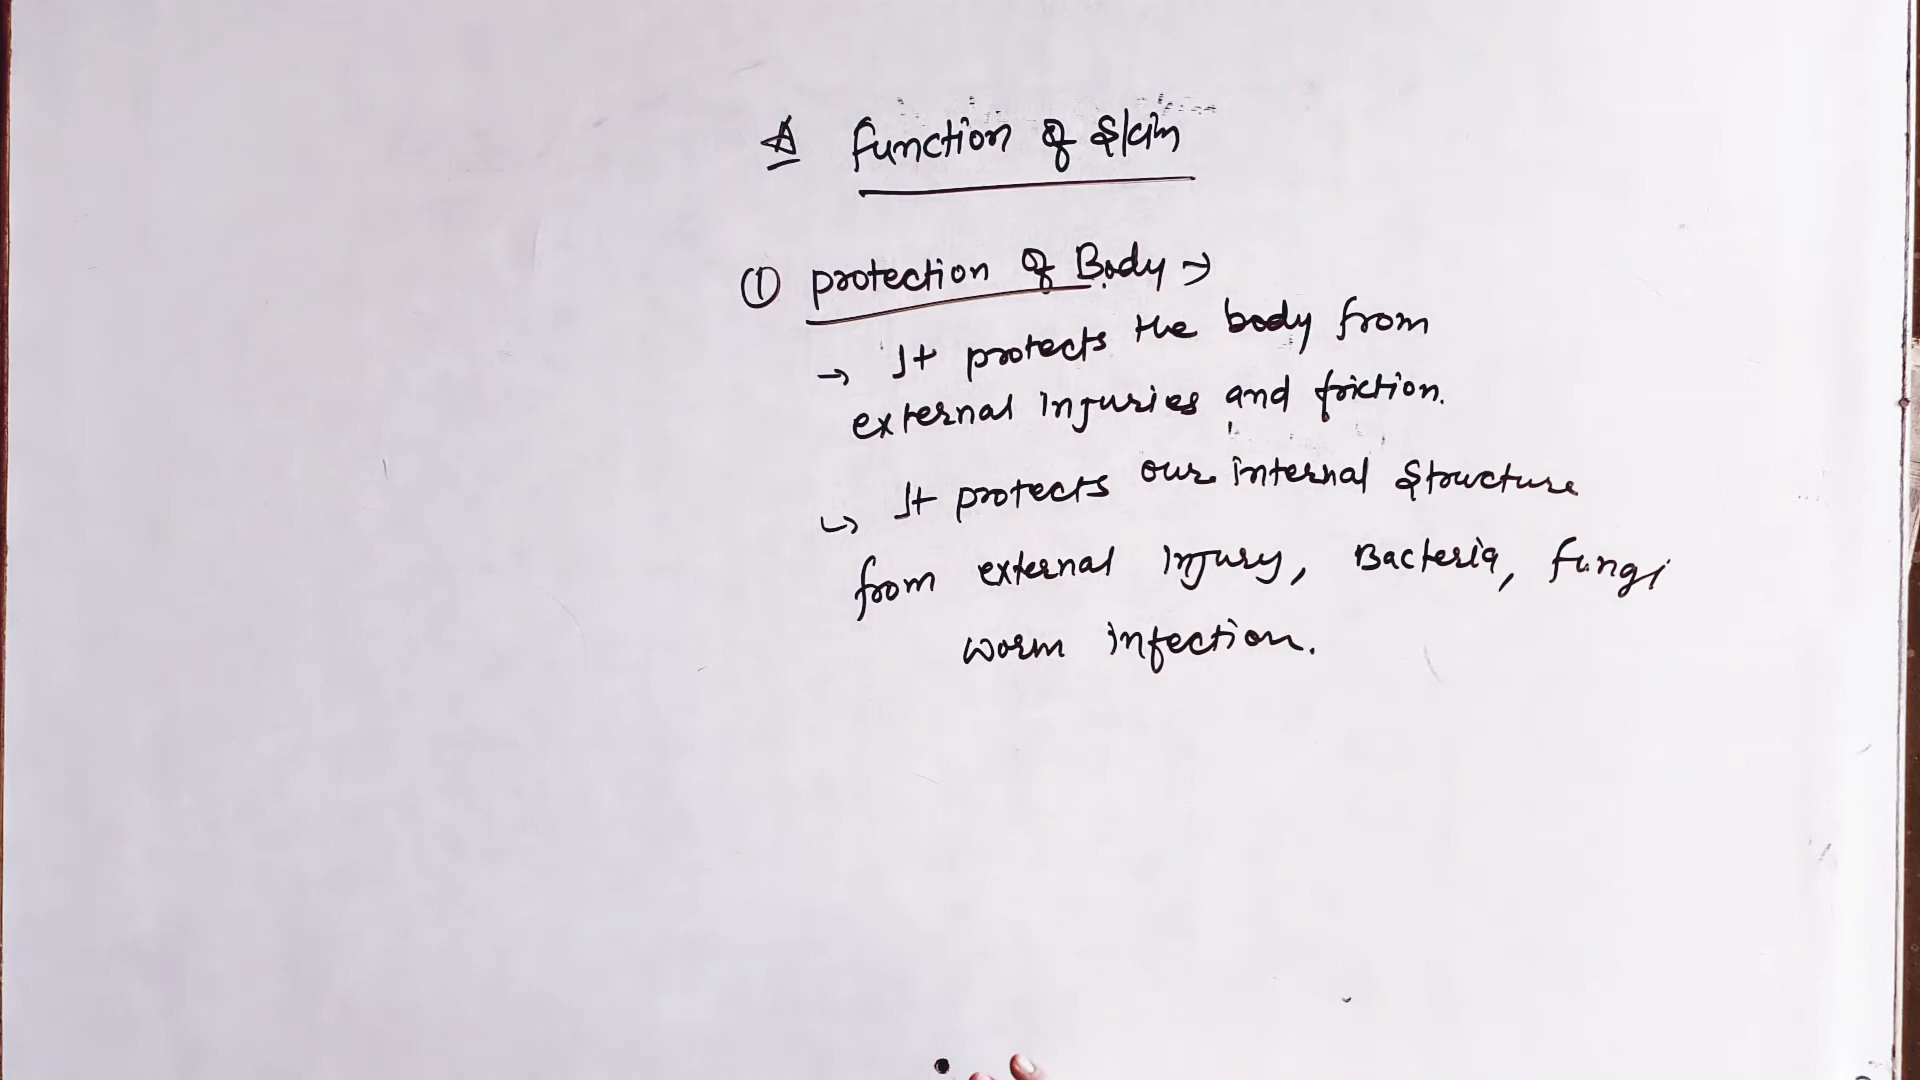 ☆ Function of Skin
① protection of Body →
→ It protects the body from
external injuries and friction.
↳ It protects our internal structure
from external injury, Bacteria, fungi
worm infection.